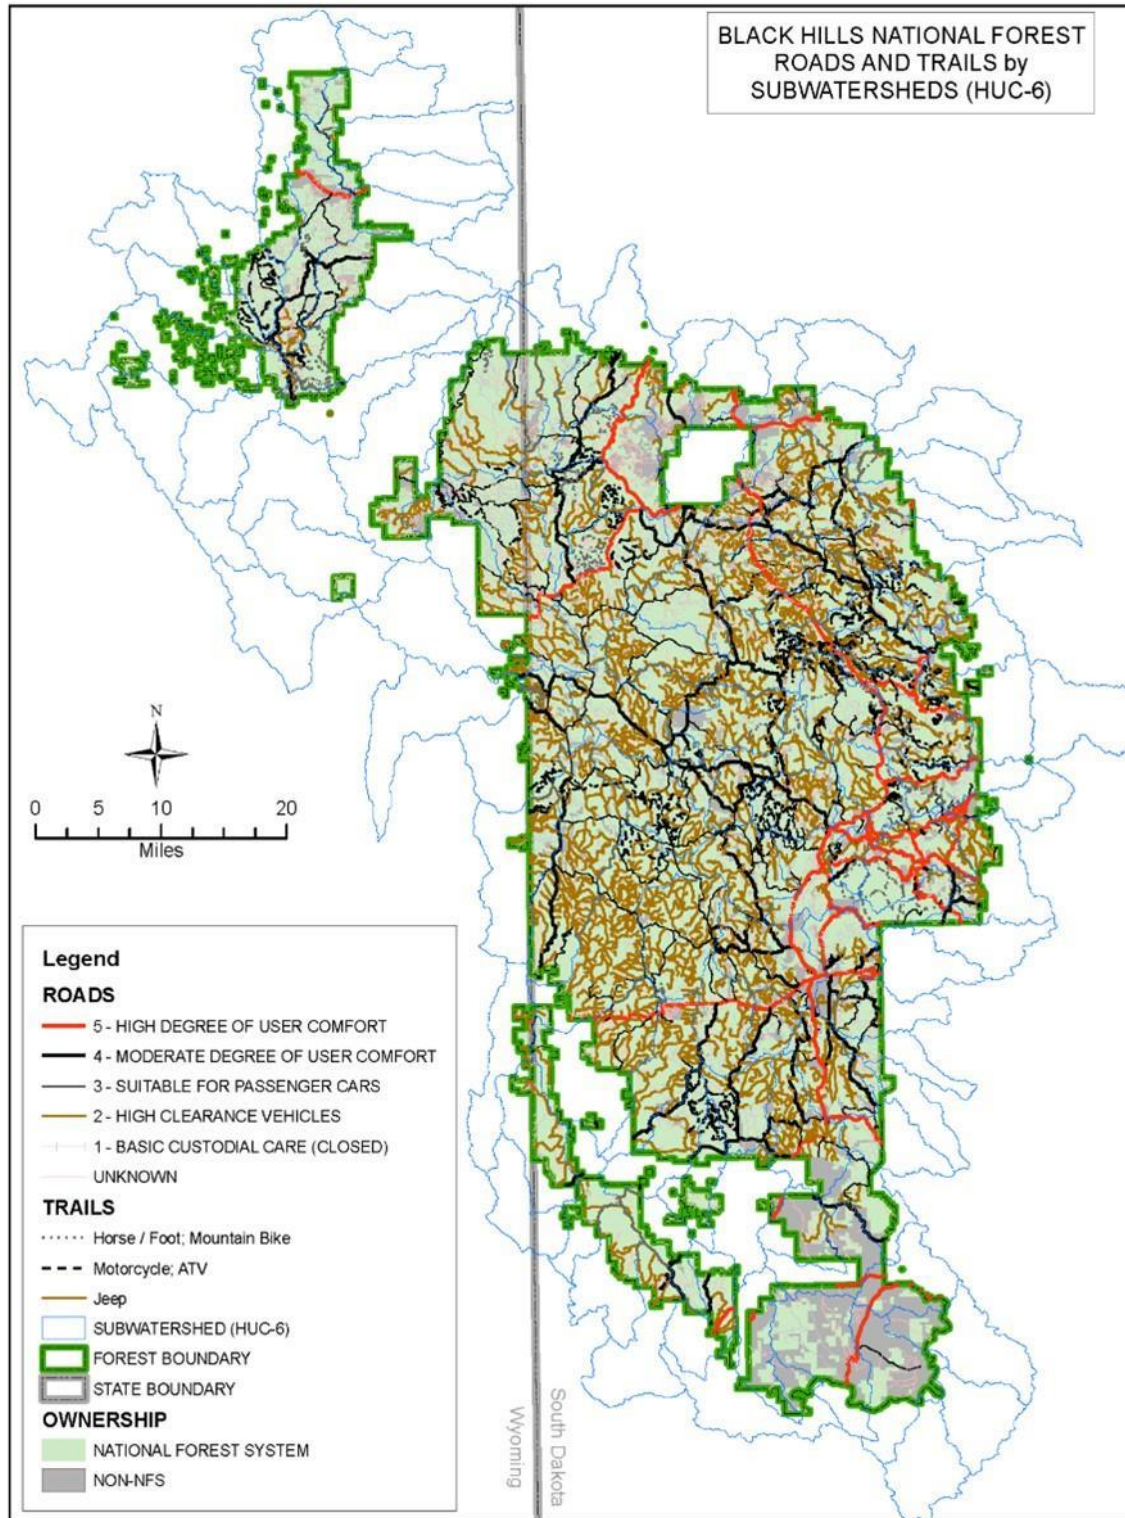 BLACK HILLS NATIONAL FOREST
ROADS AND TRAILS by
SUBWATERSHEDS (HUC-6)
N
0 5 10 20
Miles
Legend
ROADS
5 - HIGH DEGREE OF USER COMFORT
4 - MODERATE DEGREE OF USER COMFORT
3 - SUITABLE FOR PASSENGER CARS
2 - HIGH CLEARANCE VEHICLES
1 - BASIC CUSTODIAL CARE (CLOSED)
UNKNOWN
TRAILS
Horse / Foot; Mountain Bike
Motorcycle; ATV
Jeep
SUBWATERSHED (HUC-6)
FOREST BOUNDARY
STATE BOUNDARY
OWNERSHIP
NATIONAL FOREST SYSTEM
NON-NFS
Wyoming
South Dakota